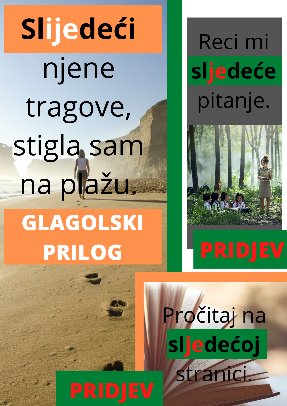 Slijedeći
njene
tragove,
stigla sam
na plažu.
GLAGOLSKI
PRILOG
Reci mi
sljedeće
pitanje.
PRIDJEV
Pročitaj na
sljedećoj
stranici.
PRIDJEV